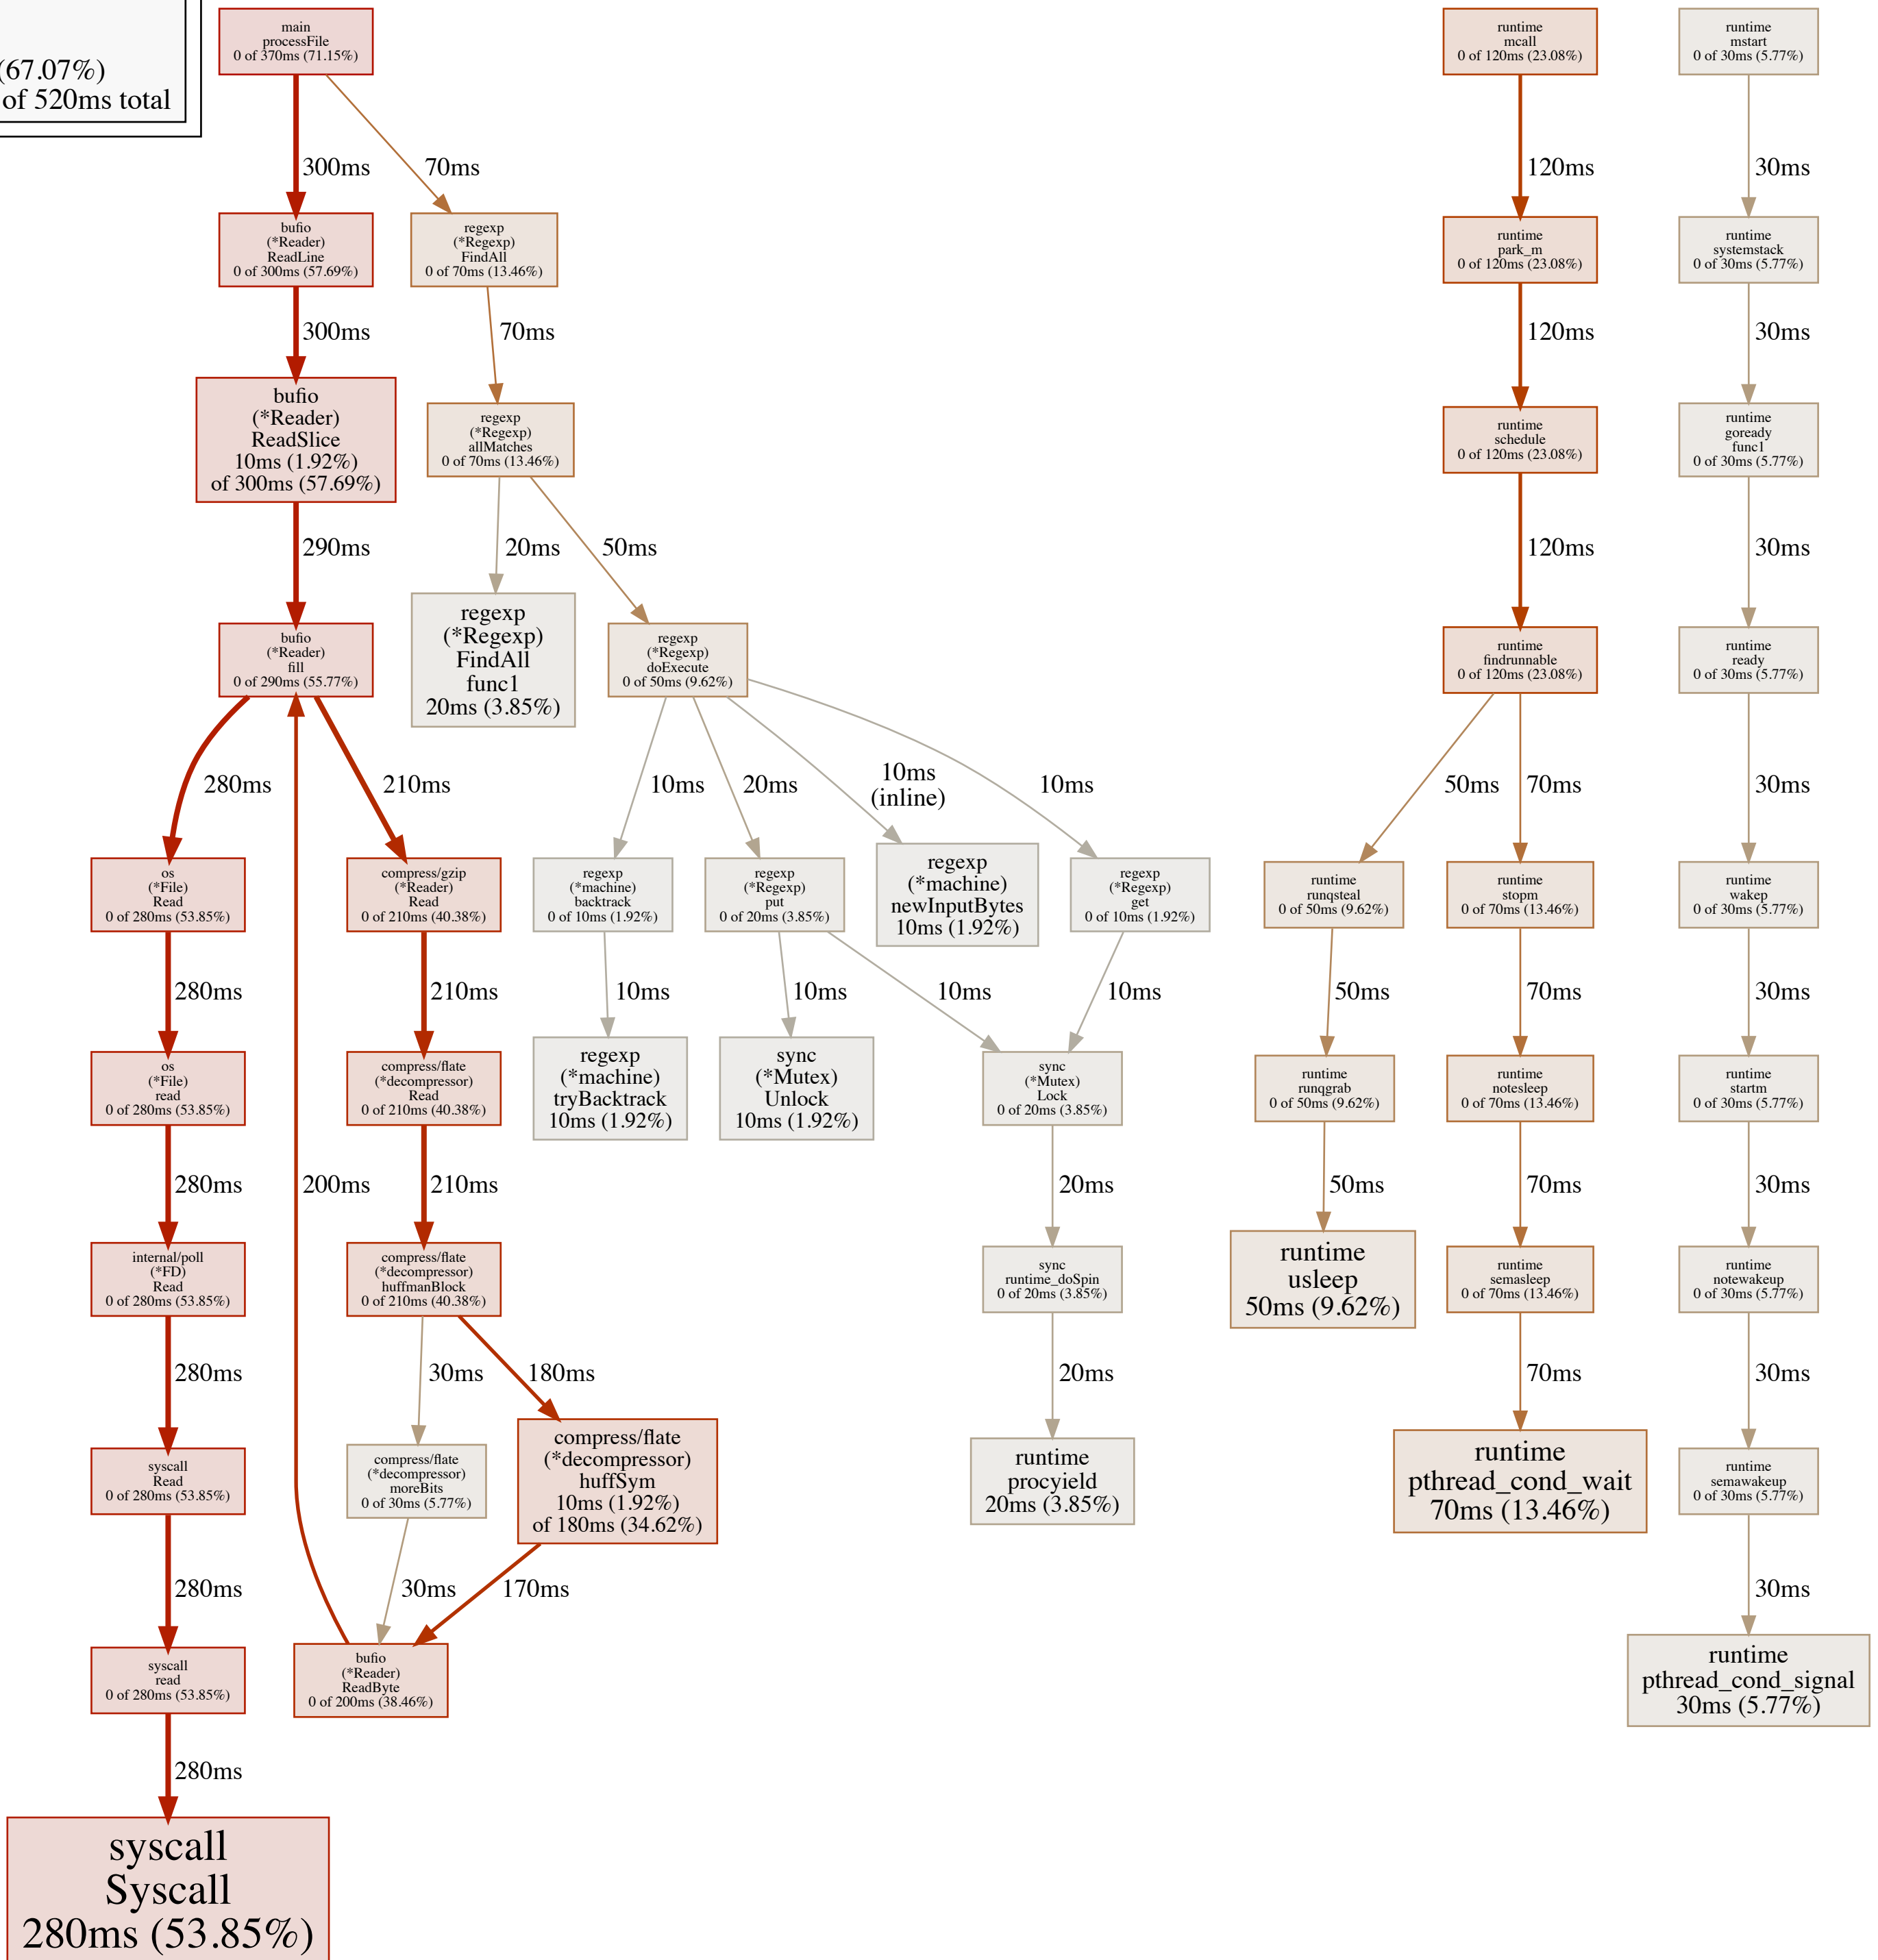 (67.07%)
of 520ms total
main
processFile
0 of 370ms (71.15%)
runtime
mcall
0 of 120ms (23.08%)
runtime
mstart
0 of 30ms (5.77%)
300ms
70ms
120ms
30ms
bufio
(*Reader)
ReadLine
0 of 300ms (57.69%)
regexp
(*Regexp)
FindAll
0 of 70ms (13.46%)
runtime
park_m
0 of 120ms (23.08%)
runtime
systemstack
0 of 30ms (5.77%)
300ms
70ms
120ms
30ms
bufio
(*Reader)
ReadSlice
10ms (1.92%)
of 300ms (57.69%)
regexp
(*Regexp)
allMatches
0 of 70ms (13.46%)
runtime
schedule
0 of 120ms (23.08%)
runtime
goready
func1
0 of 30ms (5.77%)
290ms
20ms
50ms
120ms
30ms
bufio
(*Reader)
fill
0 of 290ms (55.77%)
regexp
(*Regexp)
FindAll
func1
20ms (3.85%)
regexp
(*Regexp)
doExecute
0 of 50ms (9.62%)
runtime
findrunnable
0 of 120ms (23.08%)
runtime
ready
0 of 30ms (5.77%)
280ms
210ms
10ms
20ms
10ms
(inline)
10ms
50ms
70ms
30ms
os
(*File)
Read
0 of 280ms (53.85%)
compress/gzip
(*Reader)
Read
0 of 210ms (40.38%)
regexp
(*machine)
backtrack
0 of 10ms (1.92%)
regexp
(*Regexp)
put
0 of 20ms (3.85%)
regexp
(*machine)
newInputBytes
10ms (1.92%)
regexp
(*Regexp)
get
0 of 10ms (1.92%)
runtime
runqsteal
0 of 50ms (9.62%)
runtime
stopm
0 of 70ms (13.46%)
runtime
wakep
0 of 30ms (5.77%)
280ms
210ms
10ms
10ms
10ms
10ms
50ms
70ms
30ms
os
(*File)
read
0 of 280ms (53.85%)
compress/flate
(*decompressor)
Read
0 of 210ms (40.38%)
regexp
(*machine)
tryBacktrack
10ms (1.92%)
sync
(*Mutex)
Unlock
10ms (1.92%)
sync
(*Mutex)
Lock
0 of 20ms (3.85%)
runtime
runqgrab
0 of 50ms (9.62%)
runtime
notesleep
0 of 70ms (13.46%)
runtime
startm
0 of 30ms (5.77%)
280ms
200ms
210ms
20ms
50ms
70ms
30ms
internal/poll
(*FD)
Read
0 of 280ms (53.85%)
compress/flate
(*decompressor)
huffmanBlock
0 of 210ms (40.38%)
sync
runtime_doSpin
0 of 20ms (3.85%)
runtime
usleep
50ms (9.62%)
runtime
semasleep
0 of 70ms (13.46%)
runtime
notewakeup
0 of 30ms (5.77%)
280ms
30ms
180ms
20ms
70ms
30ms
syscall
Read
0 of 280ms (53.85%)
compress/flate
(*decompressor)
moreBits
0 of 30ms (5.77%)
compress/flate
(*decompressor)
huffSym
10ms (1.92%)
of 180ms (34.62%)
runtime
procyield
20ms (3.85%)
runtime
pthread_cond_wait
70ms (13.46%)
runtime
semawakeup
0 of 30ms (5.77%)
280ms
30ms
170ms
30ms
syscall
read
0 of 280ms (53.85%)
bufio
(*Reader)
ReadByte
0 of 200ms (38.46%)
runtime
pthread_cond_signal
30ms (5.77%)
280ms
syscall
Syscall
280ms (53.85%)